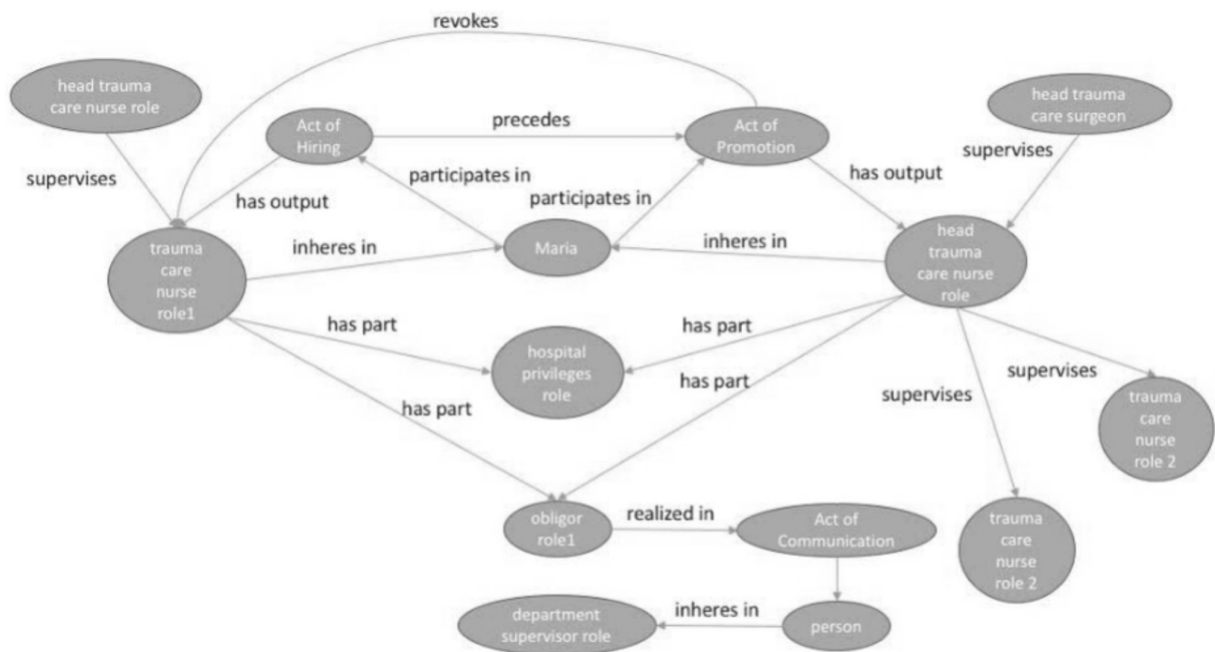 revokes
head trauma
care nurse role
Act of
Hiring
precedes
Act of
Promotion
head trauma
care surgeon
supervises
has output
participates in
participates in
has output
supervises
trauma
care
nurse
role1
inheres in
Maria
inheres in
head
trauma
care nurse
role
has part
hospital
privileges
role
has part
has part
has part
supervises
supervises
trauma
care
nurse
role 2
obligor
role1
realized in
Act of
Communication
trauma
care
nurse
role 2
department
supervisor role
inheres in
person